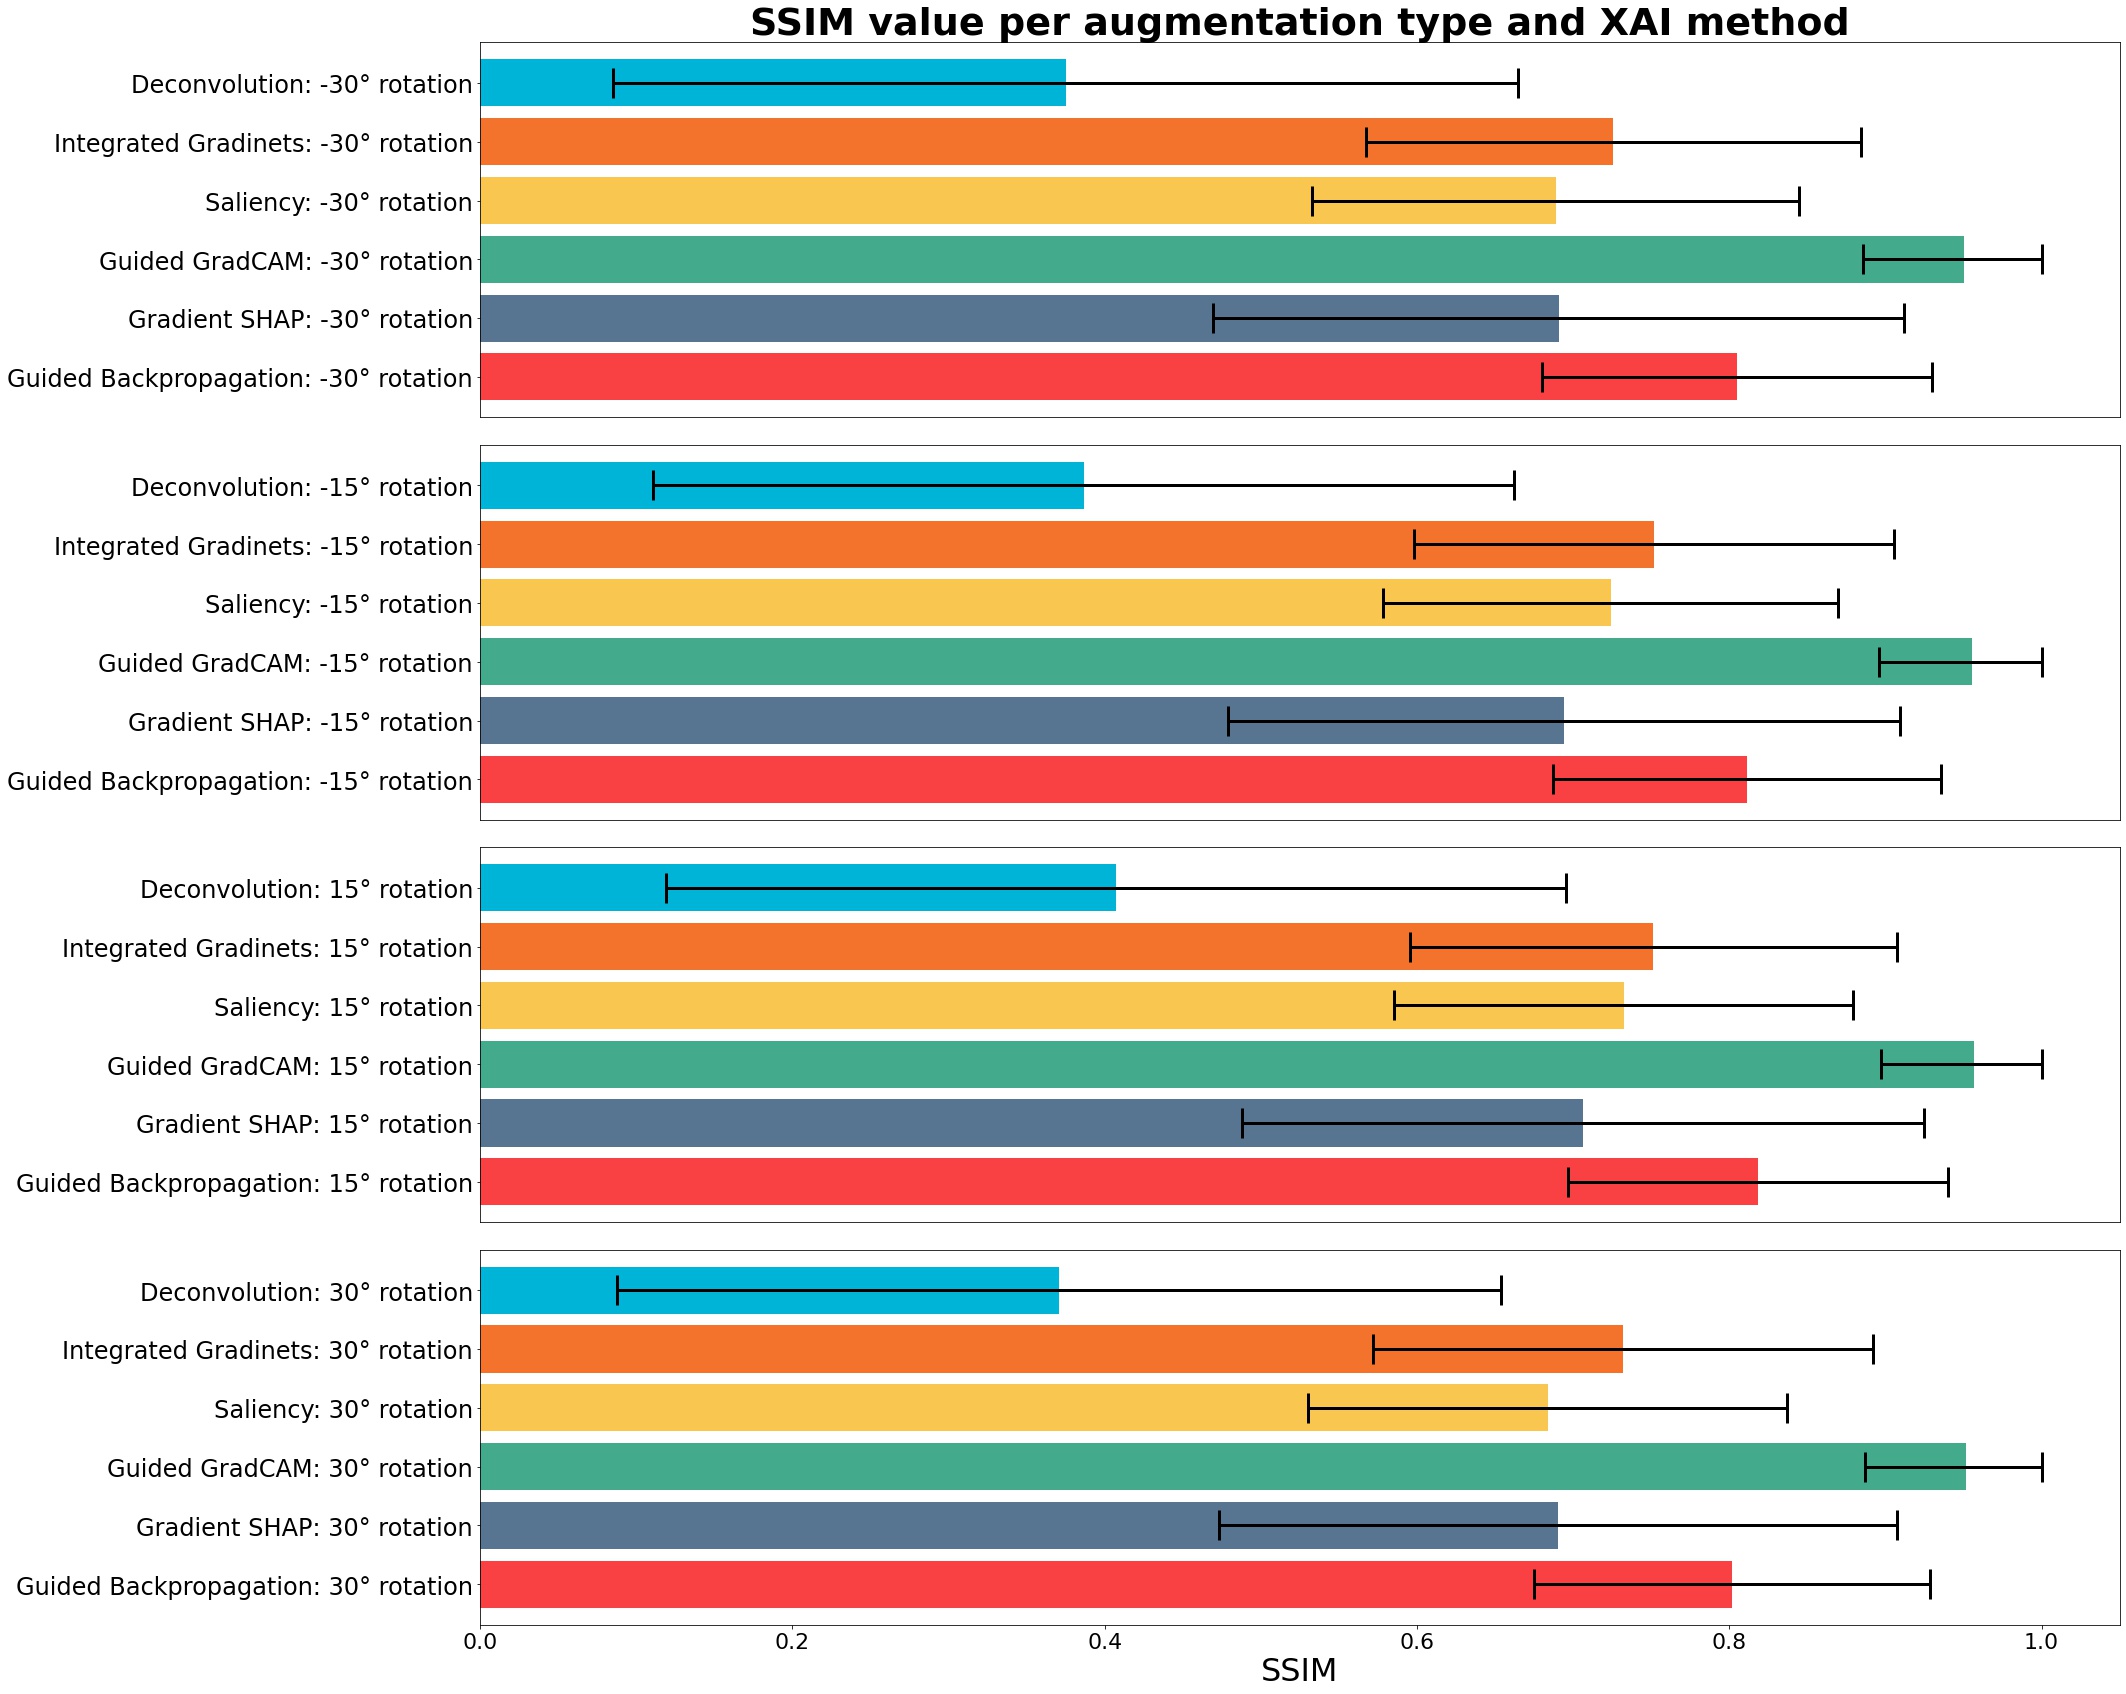 SSIM value per augmentation type and XAI method
Deconvolution: -30° rotation
Integrated Gradinets: -30° rotation
Saliency: -30° rotation
Guided GradCAM: -30° rotation
Gradient SHAP: -30° rotation
Guided Backpropagation: -30° rotation
Deconvolution: -15° rotation
Integrated Gradinets: -15° rotation
Saliency: -15° rotation
Guided GradCAM: -15° rotation
Gradient SHAP: -15° rotation
Guided Backpropagation: -15° rotation
Deconvolution: 15° rotation
Integrated Gradinets: 15° rotation
Saliency: 15° rotation
Guided GradCAM: 15° rotation
Gradient SHAP: 15° rotation
Guided Backpropagation: 15° rotation
Deconvolution: 30° rotation
Integrated Gradinets: 30° rotation
Saliency: 30° rotation
Guided GradCAM: 30° rotation
Gradient SHAP: 30° rotation
Guided Backpropagation: 30° rotation
0.0 0.2 0.4 0.6 0.8 1.0
SSIM